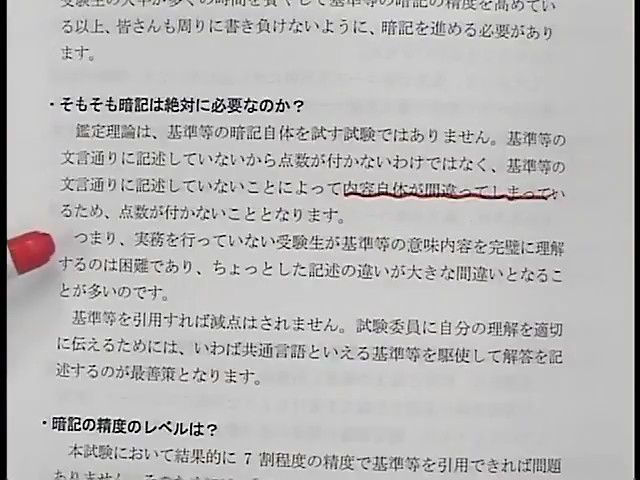 受験生の大半が多くの時間を費やして基準等の暗記の精度を高めてい
る以上、皆さんも周りに書き負けないように、暗記を進める必要があり
ます。
・そもそも暗記は絶対に必要なのか？
鑑定理論は、基準等の暗記自体を試す試験ではありません。基準等の
文言通りに記述していないから点数が付かないわけではなく、基準等の
文言通りに記述していないことによって内容自体が間違ってしまってい
るため、点数が付かないこととなります。
つまり、実務を行っていない受験生が基準等の意味内容を完璧に理解
するのは困難であり、ちょっとした記述の違いが大きな間違いとなるこ
とが多いのです。
基準等を引用すれば減点はされません。試験委員に自分の理解を適切
に伝えるためには、いわば共通言語といえる基準等を駆使して解答を記
述するのが最善策となります。
・暗記の精度のレベルは？
本試験において結果的に 7 割程度の精度で基準等を引用できれば問題
ありません。